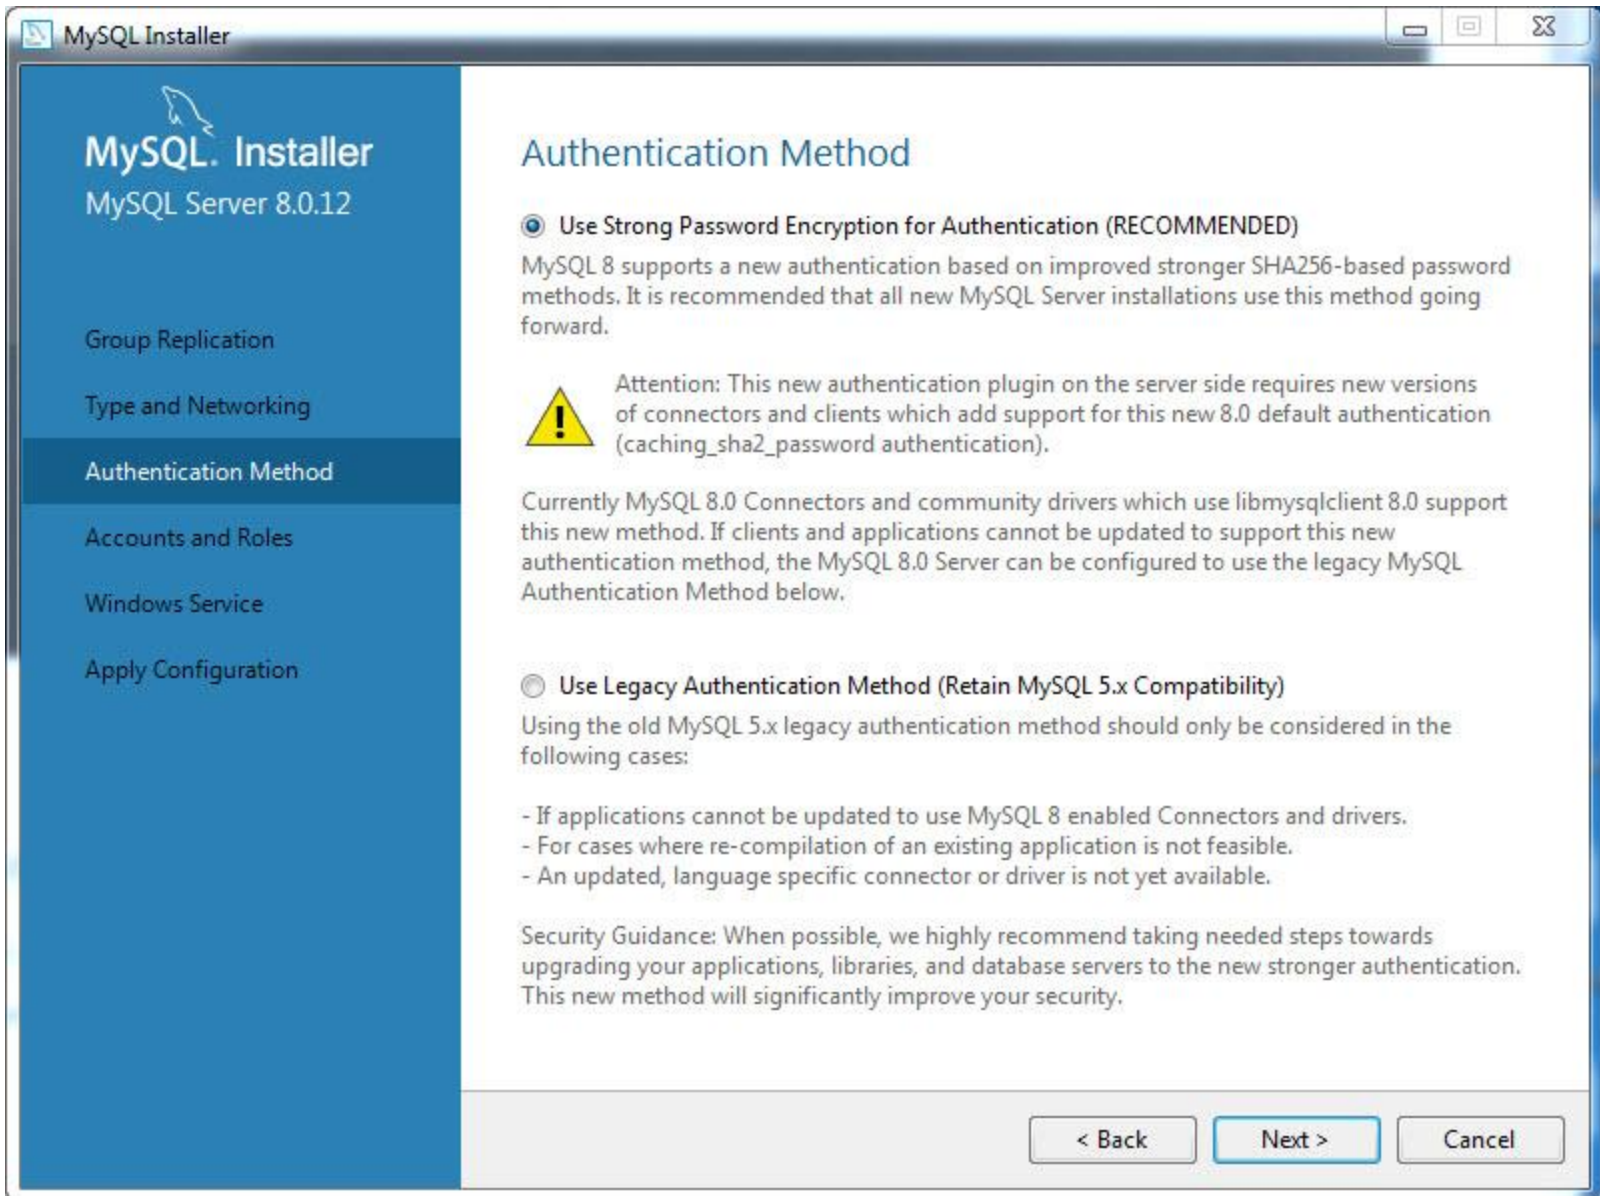 MySQL Installer
MySQL. Installer
MySQL Server 8.0.12
Group Replication
Type and Networking
Authentication Method
Accounts and Roles
Windows Service
Apply Configuration
Authentication Method
Use Strong Password Encryption for Authentication (RECOMMENDED)
MySQL 8 supports a new authentication based on improved stronger SHA256-based password
methods. It is recommended that all new MySQL Server installations use this method going
forward.
Attention: This new authentication plugin on the server side requires new versions
of connectors and clients which add support for this new 8.0 default authentication
(caching_sha2_password authentication).
Currently MySQL 8.0 Connectors and community drivers which use libmysqlclient 8.0 support
this new method. If clients and applications cannot be updated to support this new
authentication method, the MySQL 8.0 Server can be configured to use the legacy MySQL
Authentication Method below.
Use Legacy Authentication Method (Retain MySQL 5.x Compatibility)
Using the old MySQL 5.x legacy authentication method should only be considered in the
following cases:
- If applications cannot be updated to use MySQL 8 enabled Connectors and drivers.
- For cases where re-compilation of an existing application is not feasible.
- An updated, language specific connector or driver is not yet available.
Security Guidance: When possible, we highly recommend taking needed steps towards
upgrading your applications, libraries, and database servers to the new stronger authentication.
This new method will significantly improve your security.
< Back
Next >
Cancel